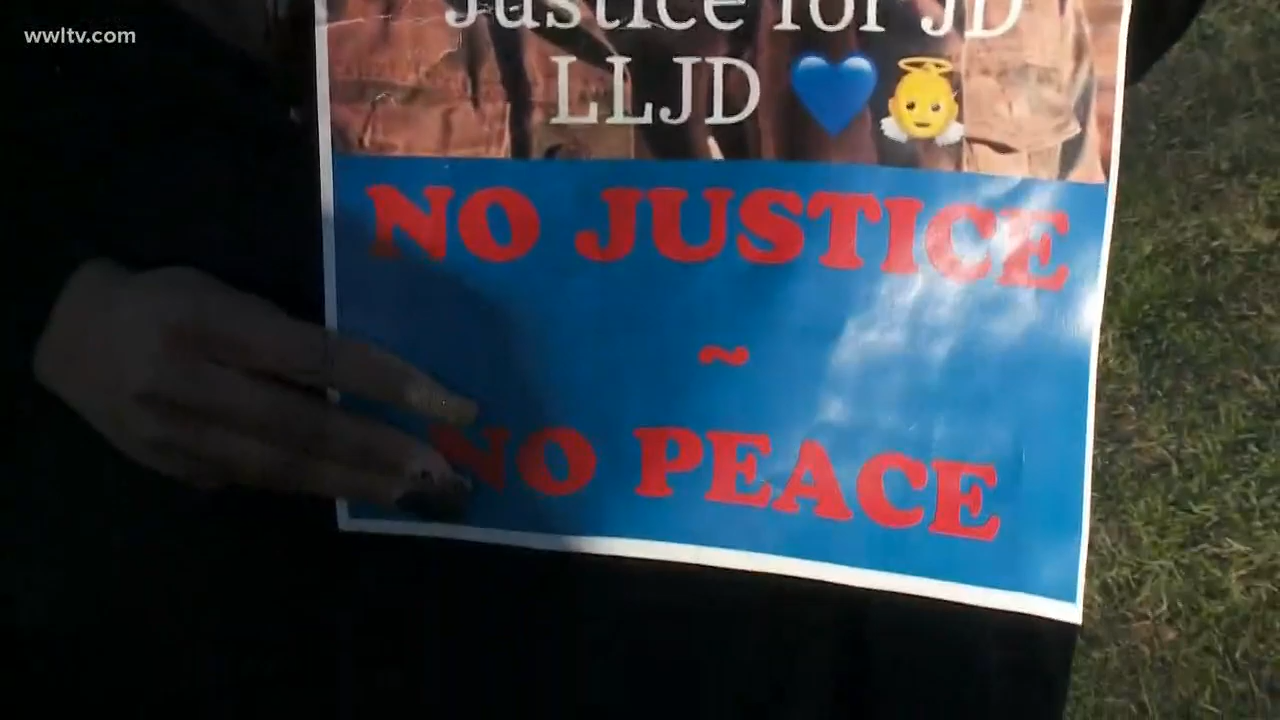 wwltv.com
Justice for JD
LLJD 💙👼
NO JUSTICE
~
NO PEACE